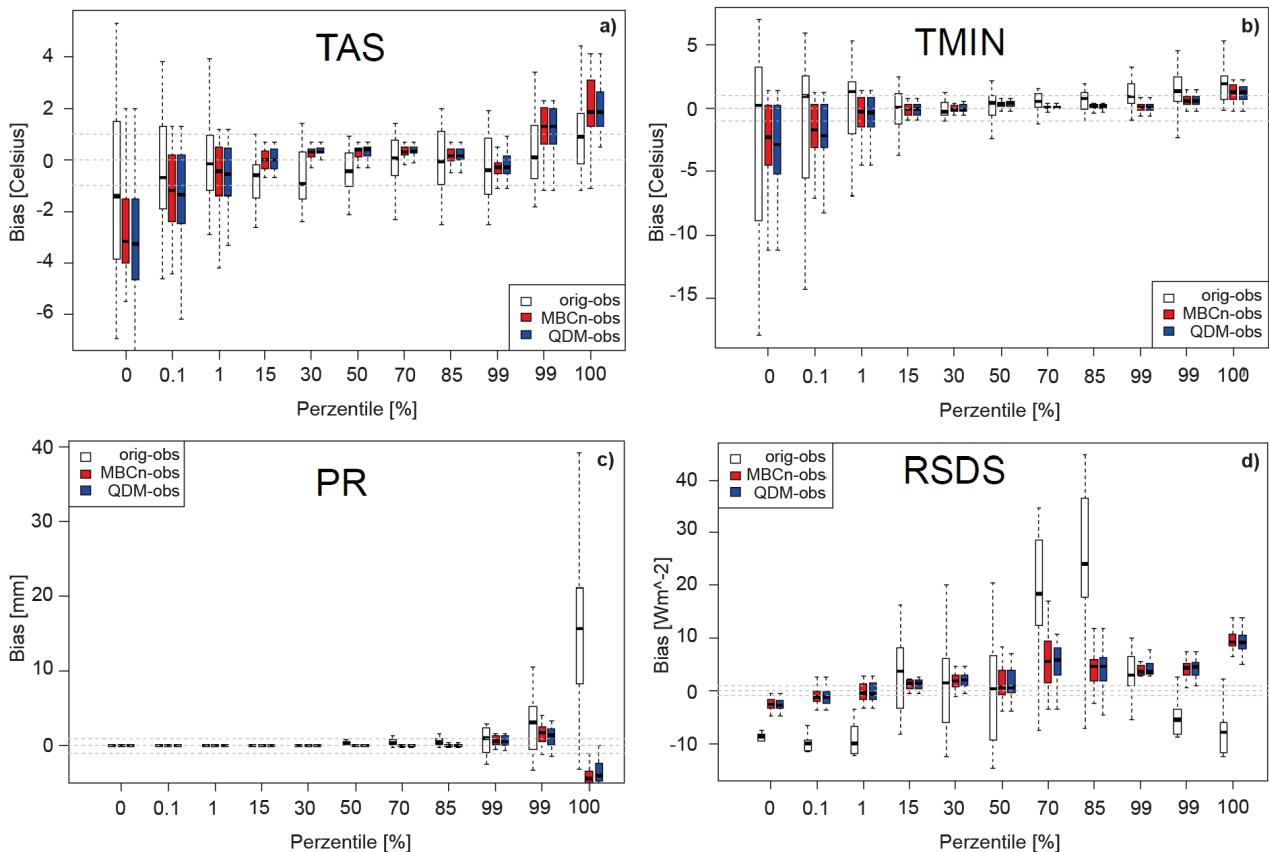 a)
TAS
Bias [Celsius]
4
2
0
-2
-4
-6
orig-obs
MBCn-obs
QDM-obs
0 0.1 1 15 30 50 70 85 99 99 100
Perzentile [%]
b)
TMIN
Bias [Celsius]
5
0
-5
-10
-15
orig-obs
MBCn-obs
QDM-obs
0 0.1 1 15 30 50 70 85 99 99 100
Perzentile [%]
c)
PR
orig-obs
MBCn-obs
QDM-obs
Bias [mm]
40
30
20
10
0
0 0.1 1 15 30 50 70 85 99 99 100
Perzentile [%]
d)
RSDS
orig-obs
MBCn-obs
QDM-obs
Bias [Wm^-2]
40
30
20
10
0
-10
0 0.1 1 15 30 50 70 85 99 99 100
Perzentile [%]